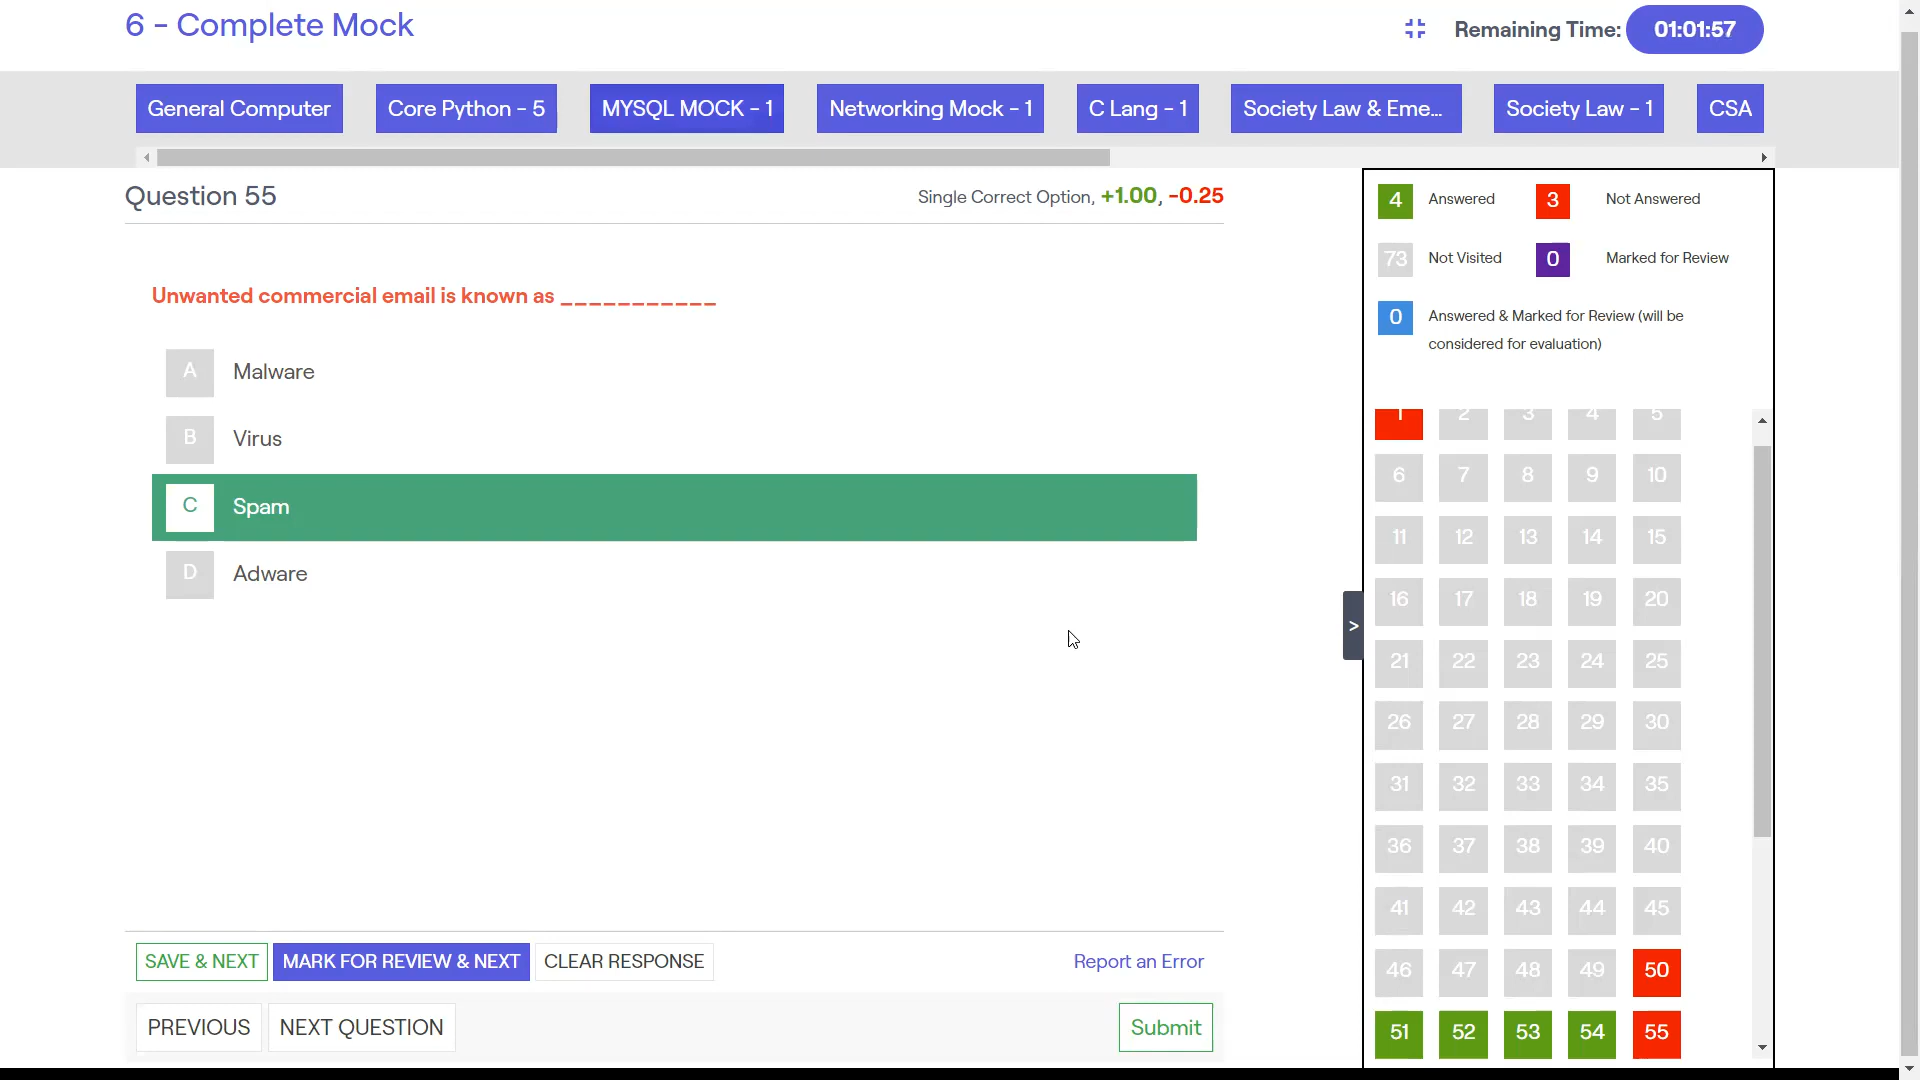 6 - Complete Mock
Remaining Time: 01:01:57
General Computer
Core Python - 5
MYSQL MOCK - 1
Networking Mock - 1
C Lang - 1
Society Law & Eme...
Society Law - 1
CSA
Question 55
Single Correct Option, +1.00, -0.25
Unwanted commercial email is known as ___________
A Malware
B Virus
C Spam
D Adware
SAVE & NEXT
MARK FOR REVIEW & NEXT
CLEAR RESPONSE
Report an Error
PREVIOUS
NEXT QUESTION
Submit
>
4 Answered
3 Not Answered
73 Not Visited
0 Marked for Review
0 Answered & Marked for Review (will be
considered for evaluation)
1 2 3 4 5
6 7 8 9 10
11 12 13 14 15
16 17 18 19 20
21 22 23 24 25
26 27 28 29 30
31 32 33 34 35
36 37 38 39 40
41 42 43 44 45
46 47 48 49 50
51 52 53 54 55